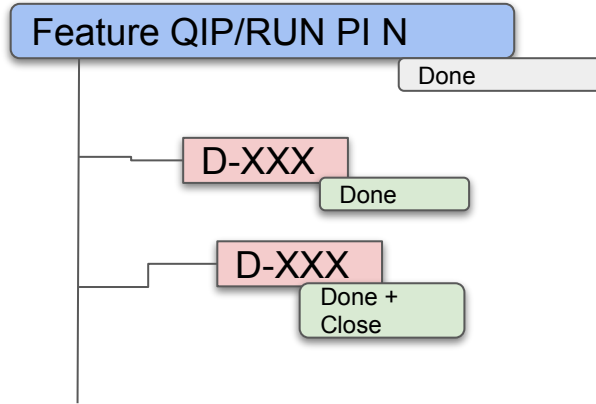 Feature QIP/RUN PI N
Done
D-XXX
Done
D-XXX
Done +
Close